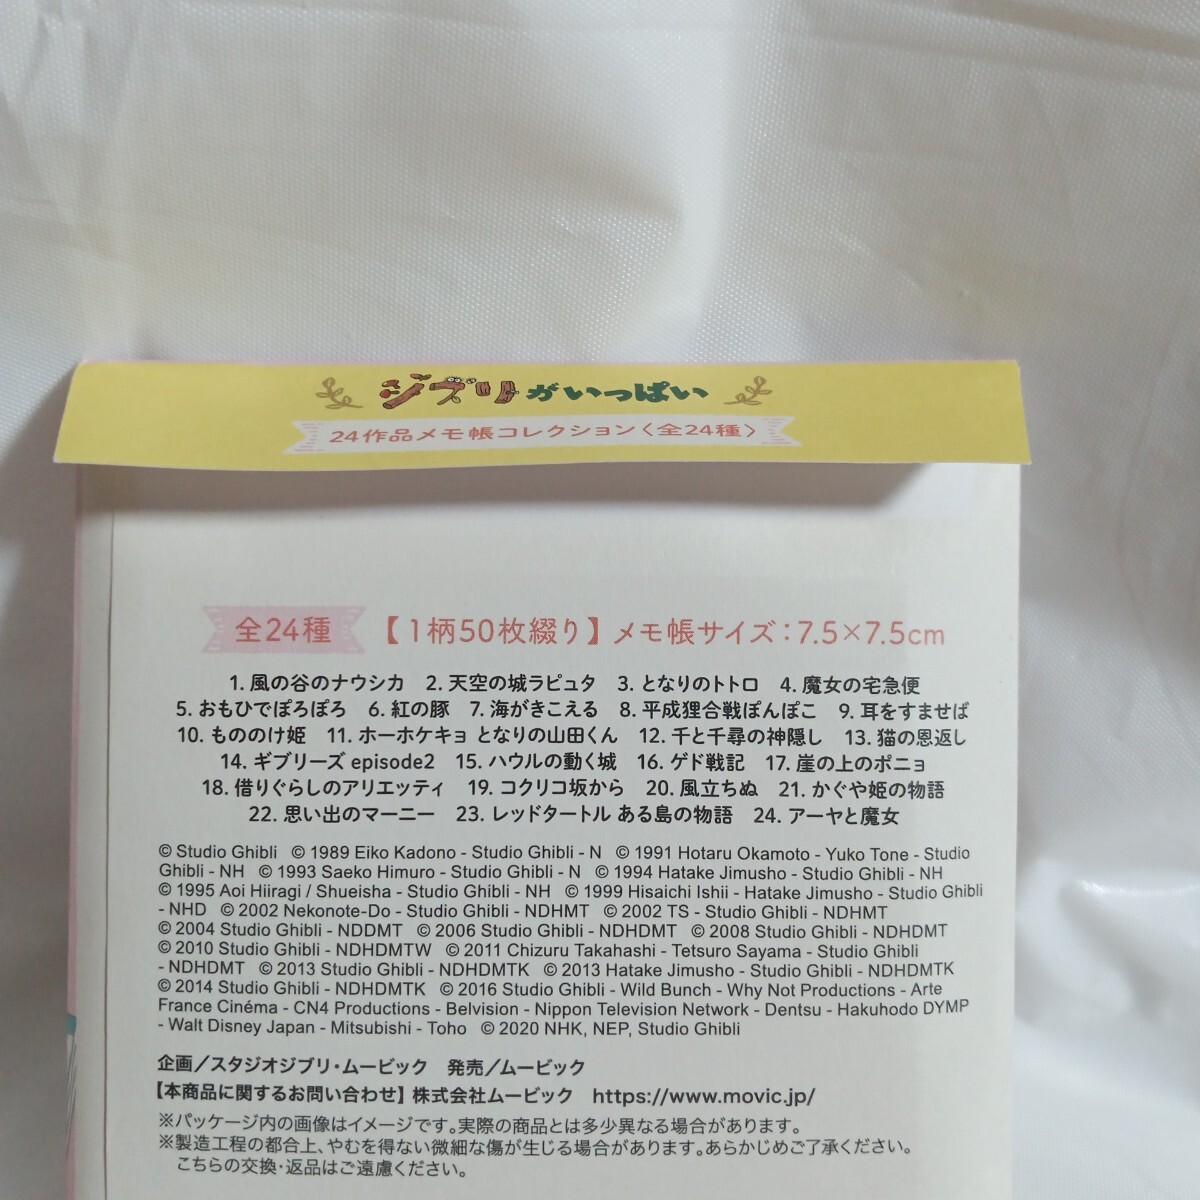 ジブリがいっぱい
24作品メモ帳コレクション〈全24種〉
全24種 【1柄50枚綴り】メモ帳サイズ：7.5×7.5cm
1. 風の谷のナウシカ 2. 天空の城ラピュタ 3. となりのトトロ 4. 魔女の宅急便
5. おもひでぽろぽろ 6. 紅の豚 7. 海がきこえる 8. 平成狸合戦ぽんぽこ 9. 耳をすませば
10. もののけ姫 11. ホーホケキョ となりの山田くん 12. 千と千尋の神隠し 13. 猫の恩返し
14. ギブリーズ episode2 15. ハウルの動く城 16. ゲド戦記 17. 崖の上のポニョ
18. 借りぐらしのアリエッティ 19. コクリコ坂から 20. 風立ちぬ 21. かぐや姫の物語
22. 思い出のマーニー 23. レッドタートル ある島の物語 24. アーヤと魔女
© Studio Ghibli © 1989 Eiko Kadono - Studio Ghibli - N © 1991 Hotaru Okamoto - Yuko Tone - Studio
Ghibli - NH © 1993 Saeko Himuro - Studio Ghibli - N © 1994 Hatake Jimusho - Studio Ghibli - NH
© 1995 Aoi Hiiragi / Shueisha - Studio Ghibli - NH © 1999 Hisaichi Ishii - Hatake Jimusho - Studio Ghibli
- NHD © 2002 Nekonote-Do - Studio Ghibli - NDHMT © 2002 TS - Studio Ghibli - NDHMT
© 2004 Studio Ghibli - NDDMT © 2006 Studio Ghibli - NDHDMT © 2008 Studio Ghibli - NDHDMT
© 2010 Studio Ghibli - NDHDMTW © 2011 Chizuru Takahashi - Tetsuro Sayama - Studio Ghibli
- NDHDMT © 2013 Studio Ghibli - NDHDMTK © 2013 Hatake Jimusho - Studio Ghibli - NDHDMTK
© 2014 Studio Ghibli - NDHDMTK © 2016 Studio Ghibli - Wild Bunch - Why Not Productions - Arte
France Cinéma - CN4 Productions - Belvision - Nippon Television Network - Dentsu - Hakuhodo DYMP
- Walt Disney Japan - Mitsubishi - Toho © 2020 NHK, NEP, Studio Ghibli
企画／スタジオジブリ・ムービック 発売／ムービック
【本商品に関するお問い合わせ】株式会社ムービック https://www.movic.jp/
※パッケージ内の画像はイメージです。実際の商品とは多少異なる場合があります。
※製造工程の都合上、やむを得ない微細な傷が生じる場合があります。あらかじめご了承ください。
こちらの交換・返品はご遠慮ください。